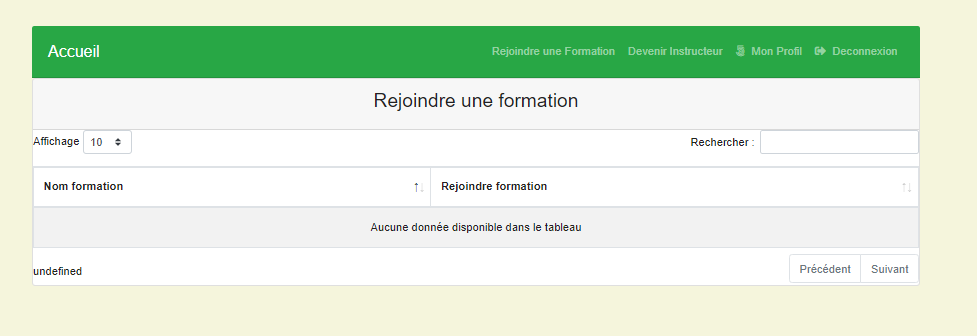 Accueil
Rejoindre une Formation Devenir Instructeur Mon Profil Deconnexion
Rejoindre une formation
Affichage 10
Rechercher :
Nom formation Rejoindre formation
Aucune donnée disponible dans le tableau
undefined
Précédent Suivant